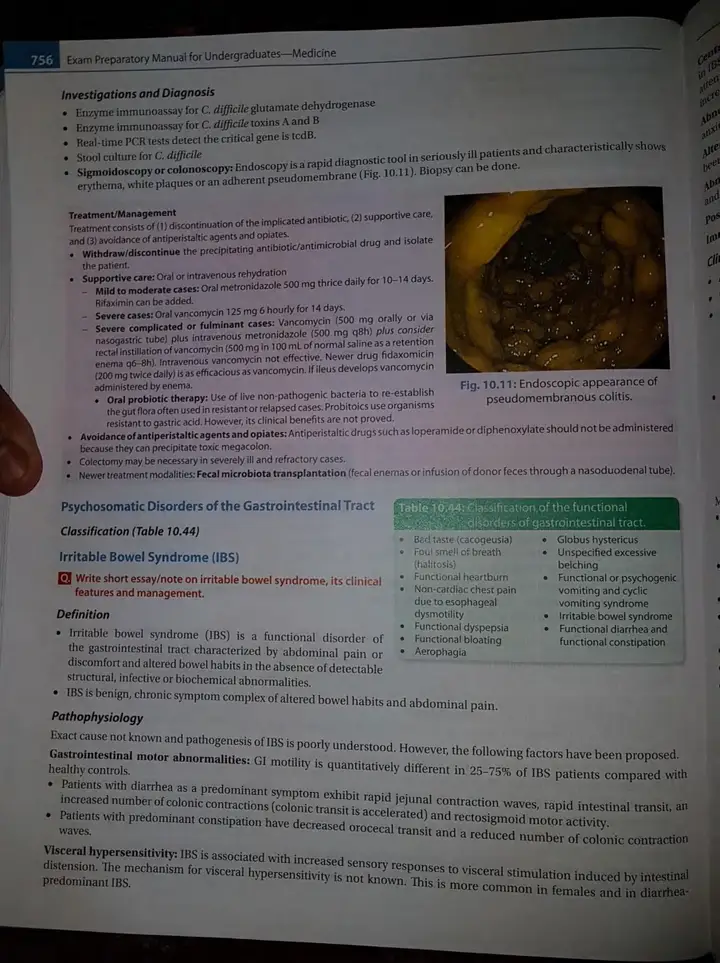 756 Exam Preparatory Manual for Undergraduates—Medicine
Investigations and Diagnosis
• Enzyme immunoassay for C. difficile glutamate dehydrogenase
• Enzyme immunoassay for C. difficile toxins A and B
• Real-time PCR tests detect the critical gene is tcdB.
• Stool culture for C. difficile
• Sigmoidoscopy or colonoscopy: Endoscopy is a rapid diagnostic tool in seriously ill patients and characteristically shows
erythema, white plaques or an adherent pseudomembrane (Fig. 10.11). Biopsy can be done.
Treatment/Management
Treatment consists of (1) discontinuation of the implicated antibiotic, (2) supportive care,
and (3) avoidance of antiperistaltic agents and opiates.
• Withdraw/discontinue the precipitating antibiotic/antimicrobial drug and isolate
the patient.
• Supportive care: Oral or intravenous rehydration
– Mild to moderate cases: Oral metronidazole 500 mg thrice daily for 10–14 days.
Rifaximin can be added.
– Severe cases: Oral vancomycin 125 mg 6 hourly for 14 days.
– Severe complicated or fulminant cases: Vancomycin (500 mg orally or via
nasogastric tube) plus intravenous metronidazole (500 mg q8h) plus consider
rectal instillation of vancomycin (500 mg in 100 mL of normal saline as a retention
enema q6–8h). Intravenous vancomycin not effective. Newer drug fidaxomicin
(200 mg twice daily) is as efficacious as vancomycin. If ileus develops vancomycin
administered by enema.
• Oral probiotic therapy: Use of live non-pathogenic bacteria to re-establish
the gut flora often used in resistant or relapsed cases. Probitoics use organisms
resistant to gastric acid. However, its clinical benefits are not proved.
• Avoidance of antiperistaltic agents and opiates: Antiperistaltic drugs such as loperamide or diphenoxylate should not be administered
because they can precipitate toxic megacolon.
• Colectomy may be necessary in severely ill and refractory cases.
• Newer treatment modalities: Fecal microbiota transplantation (fecal enemas or infusion of donor feces through a nasoduodenal tube).
Fig. 10.11: Endoscopic appearance of
pseudomembranous colitis.
Psychosomatic Disorders of the Gastrointestinal Tract
Classification (Table 10.44)
Irritable Bowel Syndrome (IBS)
Q. Write short essay/note on irritable bowel syndrome, its clinical
features and management.
Definition
• Irritable bowel syndrome (IBS) is a functional disorder of
the gastrointestinal tract characterized by abdominal pain or
discomfort and altered bowel habits in the absence of detectable
structural, infective or biochemical abnormalities.
• IBS is benign, chronic symptom complex of altered bowel habits and abdominal pain.
Table 10.44: Classification of the functional
disorders of gastrointestinal tract.
• Bad taste (cacogeusia)
• Foul smell of breath
(halitosis)
• Functional heartburn
• Non-cardiac chest pain
due to esophageal
dysmotility
• Functional dyspepsia
• Functional bloating
• Aerophagia
• Globus hystericus
• Unspecified excessive
belching
• Functional or psychogenic
vomiting and cyclic
vomiting syndrome
• Irritable bowel syndrome
• Functional diarrhea and
functional constipation
Pathophysiology
Exact cause not known and pathogenesis of IBS is poorly understood. However, the following factors have been proposed.
Gastrointestinal motor abnormalities: GI motility is quantitatively different in 25–75% of IBS patients compared with
healthy controls.
• Patients with diarrhea as a predominant symptom exhibit rapid jejunal contraction waves, rapid intestinal transit, an
increased number of colonic contractions (colonic transit is accelerated) and rectosigmoid motor activity.
• Patients with predominant constipation have decreased orocecal transit and a reduced number of colonic contraction
waves.
Visceral hypersensitivity: IBS is associated with increased sensory responses to visceral stimulation induced by intestinal
distension. The mechanism for visceral hypersensitivity is not known. This is more common in females and in diarrhea-
predominant IBS.